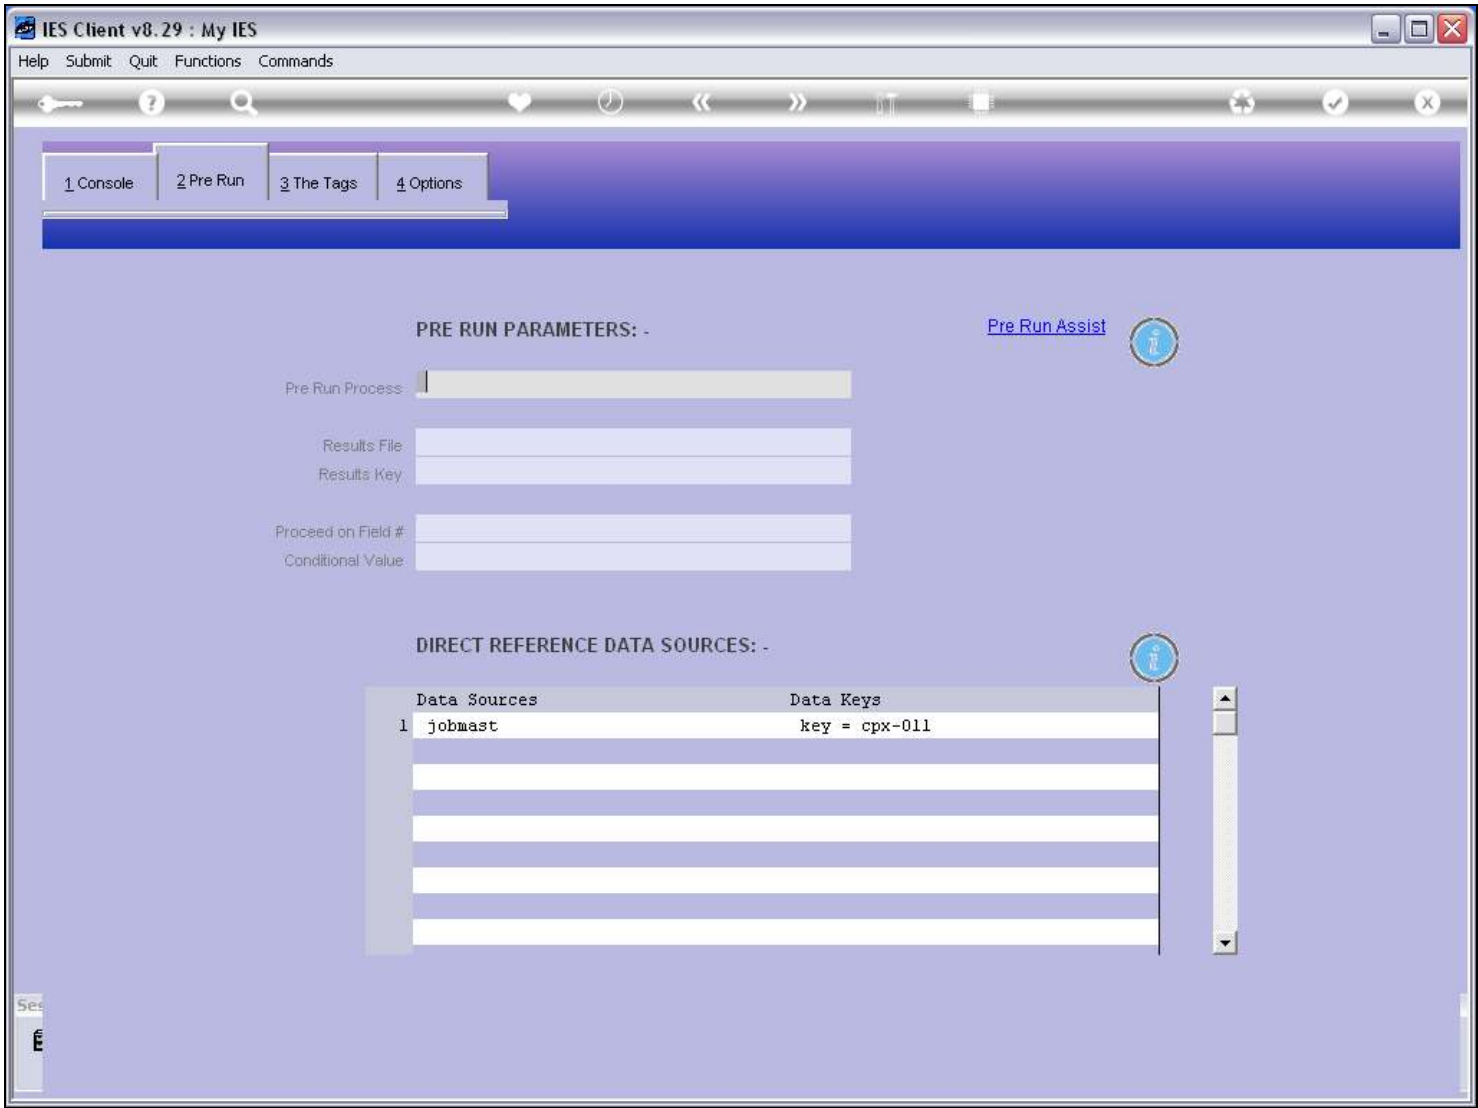 IES Client v8.29 : My IES
Help Submit Quit Functions Commands
1 Console 2 Pre Run 3 The Tags 4 Options
PRE RUN PARAMETERS: -
Pre Run Assist
Pre Run Process
Results File
Results Key
Proceed on Field #
Conditional Value
DIRECT REFERENCE DATA SOURCES: -
Data Sources Data Keys
1 jobmast key = cpx-011
Ses